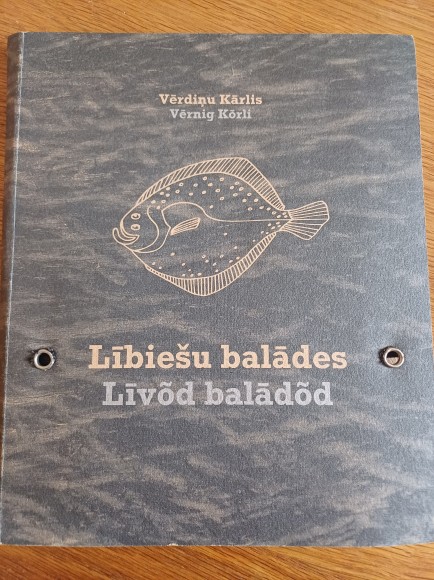 Vērdiņu Kārlis
Vērnig Kōrli
Lībiešu balādes
Līvõd balādõd